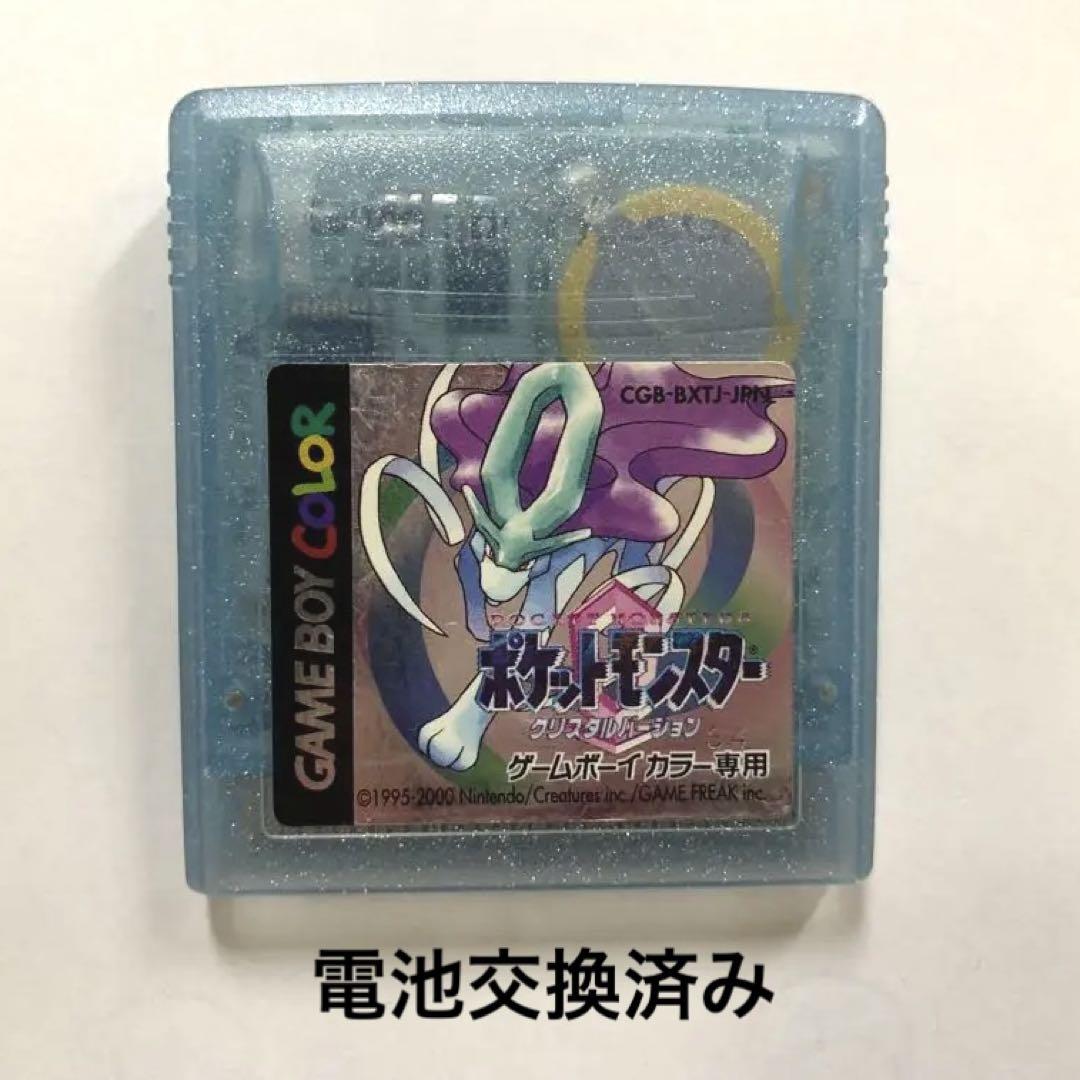 CGB-BXTJ-JPN
GAME BOY COLOR
POCKET MONSTERS
ポケットモンスター
クリスタルバージョン
ゲームボーイカラー専用
©1995-2000 Nintendo/Creatures inc./GAME FREAK inc.
電池交換済み